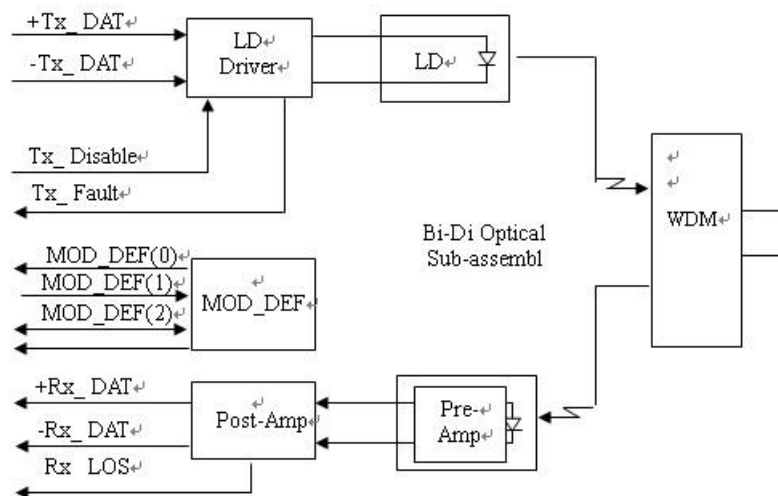 +Tx_ DAT
-Tx_ DAT
LD
Driver
LD
Tx_ Disable
Tx_ Fault
WDM
Bi-Di Optical
Sub-assembl
MOD_DEF(0)
MOD_DEF(1)
MOD_DEF(2)
MOD_DEF
+Rx_ DAT
-Rx_ DAT
Rx LOS
Post-Amp
Pre-
Amp